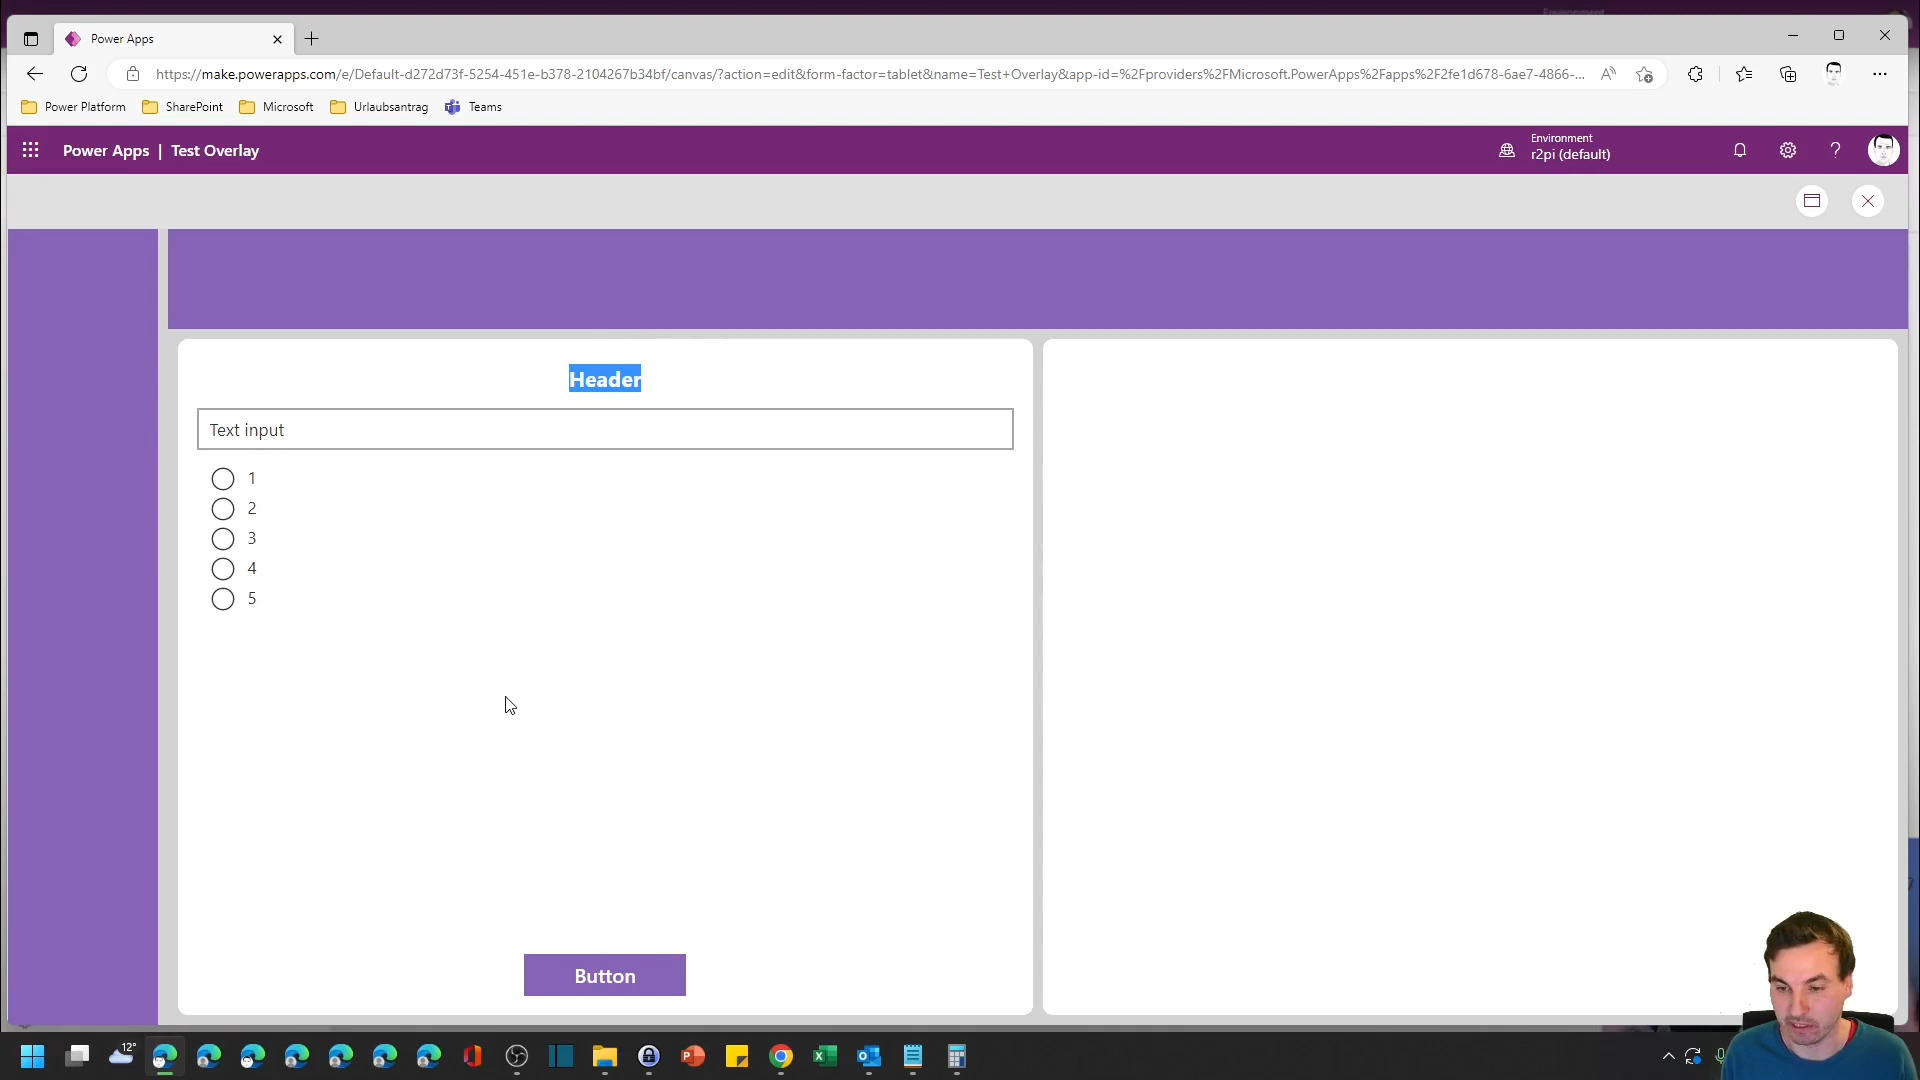 Environment
Power Apps
https://make.powerapps.com/e/Default-d272d73f-5254-451e-b378-2104267b34bf/canvas/?action=edit&form-factor=tablet&name=Test+Overlay&app-id=%2Fproviders%2FMicrosoft.PowerApps%2Fapps%2F2fe1d678-6ae7-4866-...
Power Platform SharePoint Microsoft Urlaubsantrag Teams
Power Apps | Test Overlay
Environment
r2pi (default)
Header
Text input
1
2
3
4
5
Button
12°